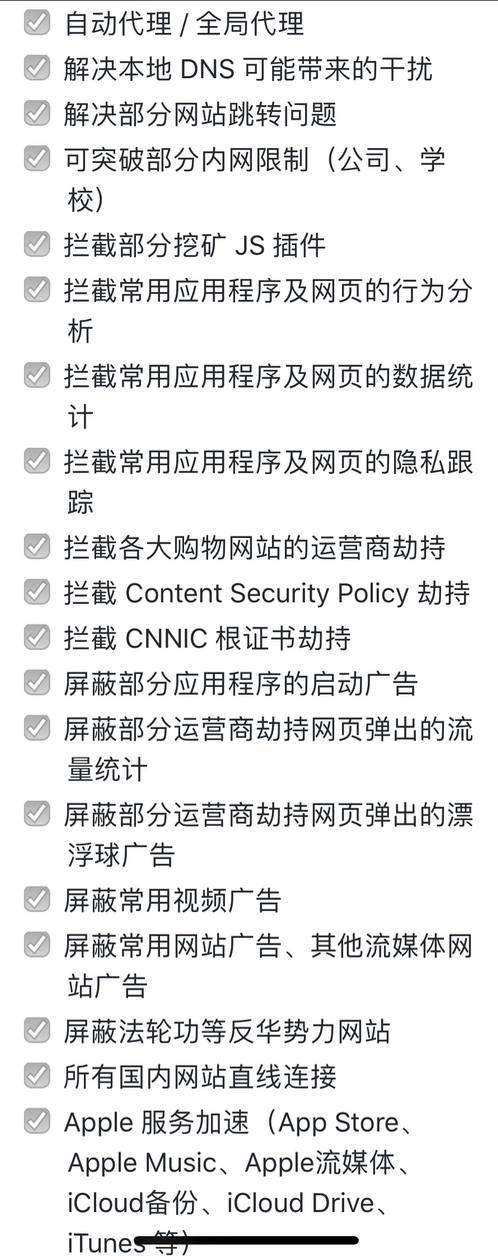 自动代理 / 全局代理
解决本地 DNS 可能带来的干扰
解决部分网站跳转问题
可突破部分内网限制（公司、学
校）
拦截部分挖矿 JS 插件
拦截常用应用程序及网页的行为分
析
拦截常用应用程序及网页的数据统
计
拦截常用应用程序及网页的隐私跟
踪
拦截各大购物网站的运营商劫持
拦截 Content Security Policy 劫持
拦截 CNNIC 根证书劫持
屏蔽部分应用程序的启动广告
屏蔽部分运营商劫持网页弹出的流
量统计
屏蔽部分运营商劫持网页弹出的漂
浮球广告
屏蔽常用视频广告
屏蔽常用网站广告、其他流媒体网
站广告
屏蔽法轮功等反华势力网站
所有国内网站直线连接
Apple 服务加速（App Store、
Apple Music、Apple流媒体、
iCloud备份、iCloud Drive、
iTunes 等）